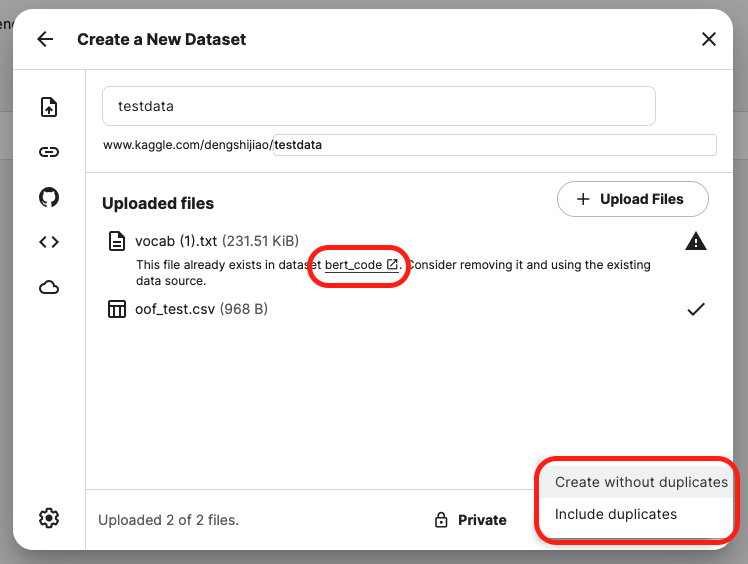 Create a New Dataset
testdata
www.kaggle.com/dengshijiao/testdata
Uploaded files
Upload Files
vocab (1).txt (231.51 KiB)
This file already exists in dataset bert_code. Consider removing it and using the existing
data source.
oof_test.csv (968 B)
Create without duplicates
Include duplicates
Uploaded 2 of 2 files.
Private